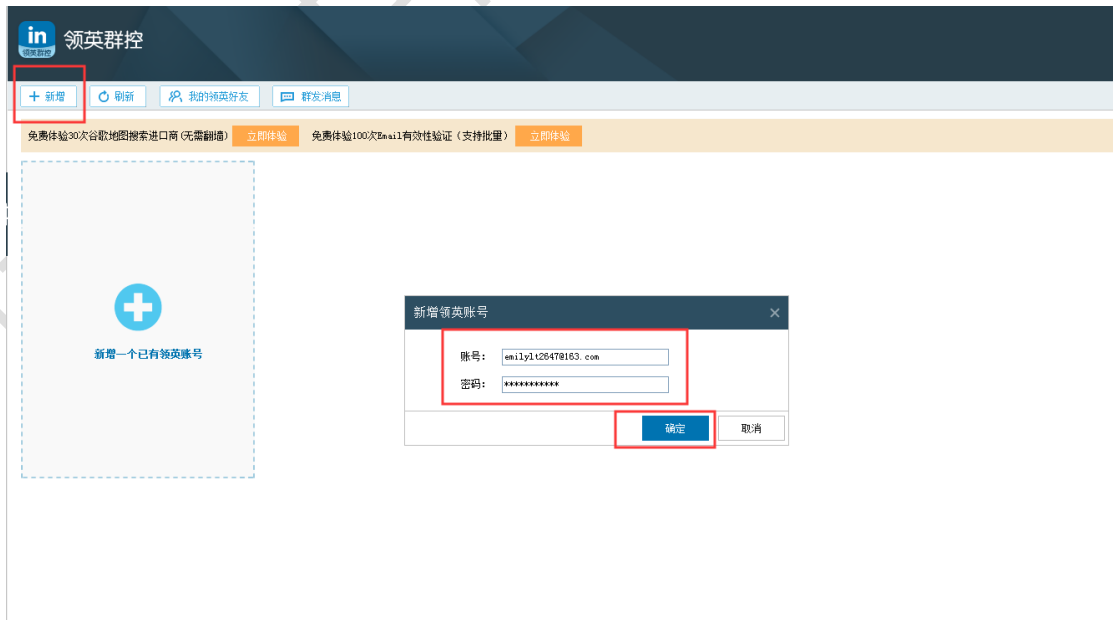 in
领英群控
领英群控
+ 新增 刷新 我的领英好友 群发消息
免费体验30次谷歌地图搜索进口商(无需翻墙) 立即体验 免费体验100次Email有效性验证(支持批量) 立即体验
新增一个已有领英账号
新增领英账号 ×
账号: emilylt2647@163.com
密码: ***********
确定 取消